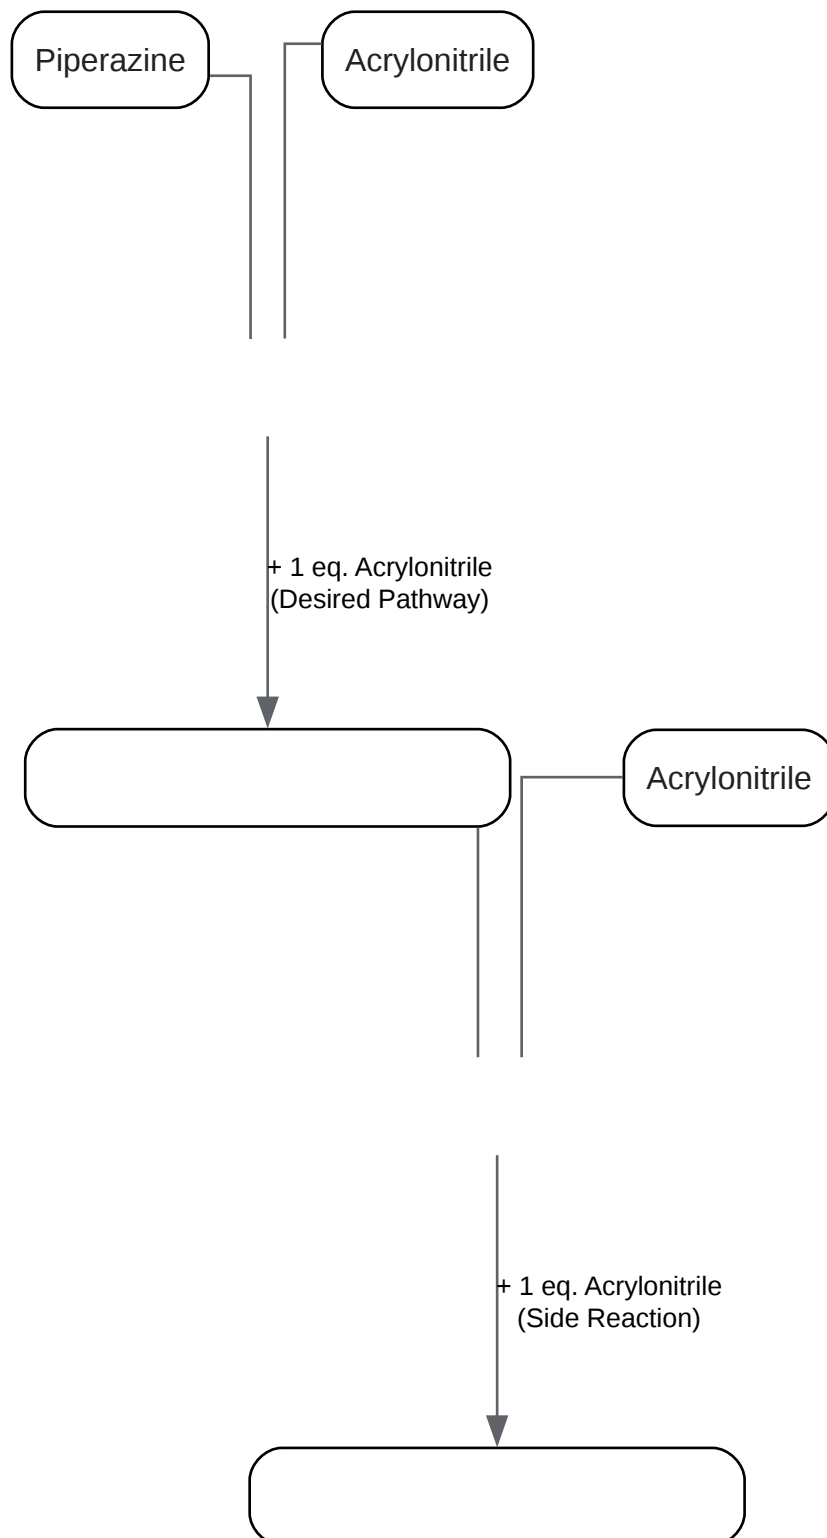 Piperazine
Acrylonitrile
+ 1 eq. Acrylonitrile
(Desired Pathway)
Acrylonitrile
+ 1 eq. Acrylonitrile
(Side Reaction)